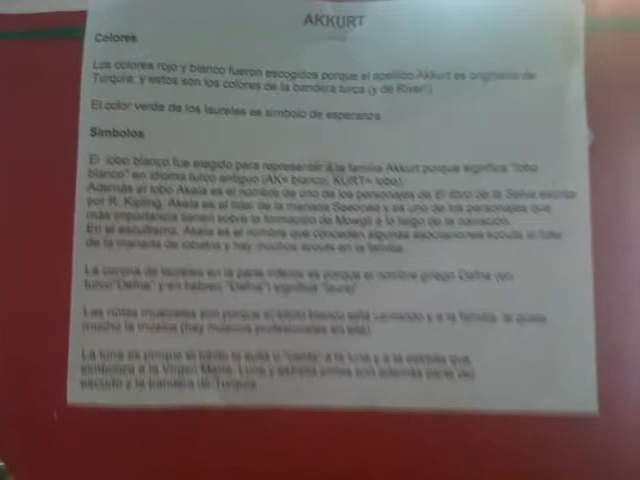 AKKURT
Colores
Los colores rojo y blanco fueron escogidos porque el apellido Akkurt es originario de
Turquía, y estos son los colores de la bandera turca (y de River!)
El color verde de los laureles es símbolo de esperanza
Símbolos
El lobo blanco fue elegido para representar a la familia Akkurt porque significa "lobo
blanco" en idioma turco antiguo (AK= blanco, KURT= lobo).
Además el lobo Akela es el nombre de uno de los personajes de El libro de la Selva escrito
por R. Kipling. Akela es el líder de la manada Seeonee y es uno de los personajes que
más importancia tienen sobre la formación de Mowgli a lo largo de la narración.
En el escultismo, Akela es el nombre que conceden algunas asociaciones scouts al líder
de la manada de lobatos y hay muchos scouts en la familia.
La corona de laureles en la parte inferior es porque el nombre griego Dafne (en
turco "Defne" y en hebreo "Dafna") significa "laurel"
Las notas musicales son porque el lobo blanco está cantando y a la familia le gusta
mucho la música (hay músicos profesionales en ella)
La luna es porque el lobo le aúlla o "canta" a la luna y a la estrella que
simboliza a la Virgen María. Luna y estrella juntas son además parte del
escudo y la bandera de Turquía